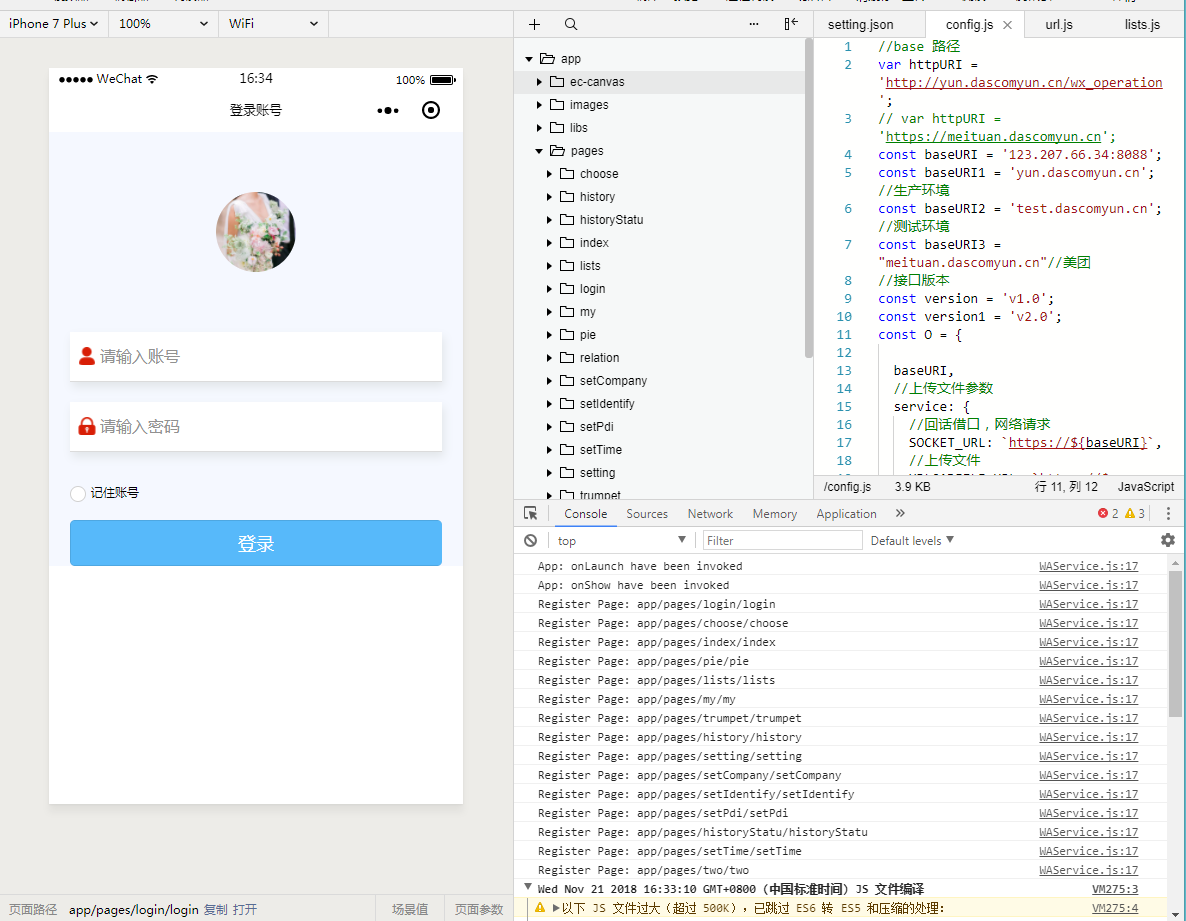 iPhone 7 Plus 100% WiFi
WeChat 16:34 100%
登录账号
请输入账号
请输入密码
记住账号
登录
页面路径 app/pages/login/login 复制 打开 场景值 页面参数
app
ec-canvas
images
libs
pages
choose
history
historyStatu
index
lists
login
my
pie
relation
setCompany
setIdentify
setPdi
setTime
setting
trumpet
setting.json config.js url.js lists.js
1 //base 路径
2 var httpURI =
'http://yun.dascomyun.cn/wx_operation
';
3 // var httpURI =
'https://meituan.dascomyun.cn';
4 const baseURI = '123.207.66.34:8088';
5 const baseURI1 = 'yun.dascomyun.cn';
//生产环境
6 const baseURI2 = 'test.dascomyun.cn';
//测试环境
7 const baseURI3 =
"meituan.dascomyun.cn"//美团
8 //接口版本
9 const version = 'v1.0';
10 const version1 = 'v2.0';
11 const O = {
12
13 baseURI,
14 //上传文件参数
15 service: {
16 //回话借口，网络请求
17 SOCKET_URL: `https://${baseURI}`,
18 //上传文件
/config.js 3.9 KB 行 11, 列 12 JavaScript
Console Sources Network Memory Application 2 3
top Filter Default levels
App: onLaunch have been invoked WAService.js:17
App: onShow have been invoked WAService.js:17
Register Page: app/pages/login/login WAService.js:17
Register Page: app/pages/choose/choose WAService.js:17
Register Page: app/pages/index/index WAService.js:17
Register Page: app/pages/pie/pie WAService.js:17
Register Page: app/pages/lists/lists WAService.js:17
Register Page: app/pages/my/my WAService.js:17
Register Page: app/pages/trumpet/trumpet WAService.js:17
Register Page: app/pages/history/history WAService.js:17
Register Page: app/pages/setting/setting WAService.js:17
Register Page: app/pages/setCompany/setCompany WAService.js:17
Register Page: app/pages/setIdentify/setIdentify WAService.js:17
Register Page: app/pages/setPdi/setPdi WAService.js:17
Register Page: app/pages/historyStatu/historyStatu WAService.js:17
Register Page: app/pages/setTime/setTime WAService.js:17
Register Page: app/pages/two/two WAService.js:17
Wed Nov 21 2018 16:33:10 GMT+0800 (中国标准时间) JS 文件编译 VM275:3
以下 JS 文件过大（超过 500K），已跳过 ES6 转 ES5 和压缩的处理: VM275:4